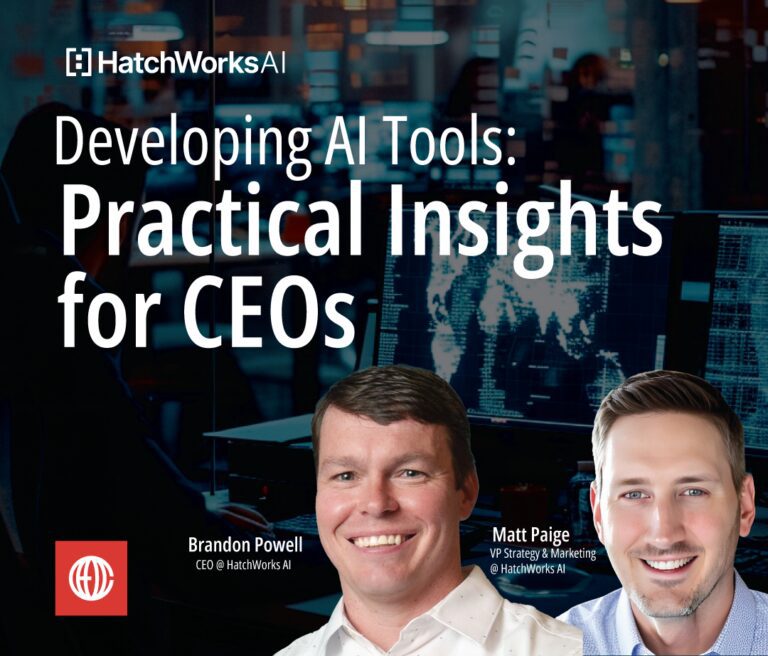 HatchWorksAI
Developing AI Tools:
Practical Insights
for CEOs
Brandon Powell
CEO @ HatchWorks AI
Matt Paige
VP Strategy & Marketing
@ HatchWorks AI